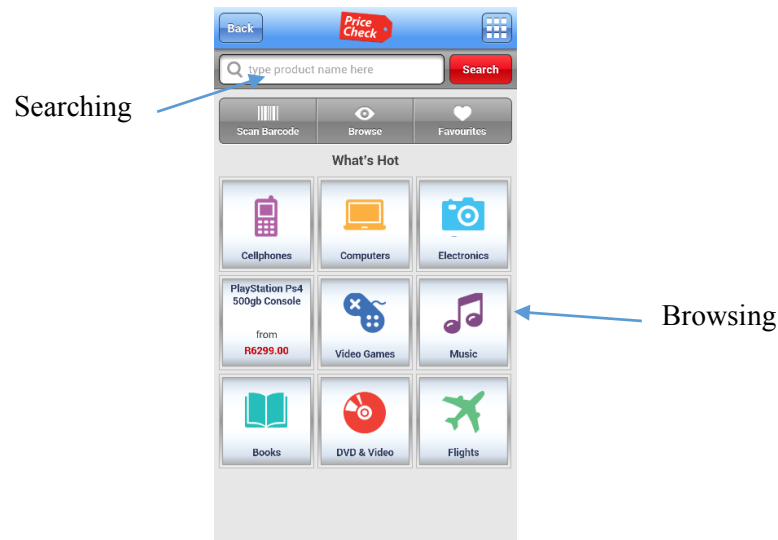 Back
Price
Check
type product name here
Search
Searching
Scan Barcode
Browse
Favourites
What's Hot
Cellphones
Computers
Electronics
PlayStation Ps4
500gb Console
from
R6299.00
Video Games
Music
Browsing
Books
DVD & Video
Flights